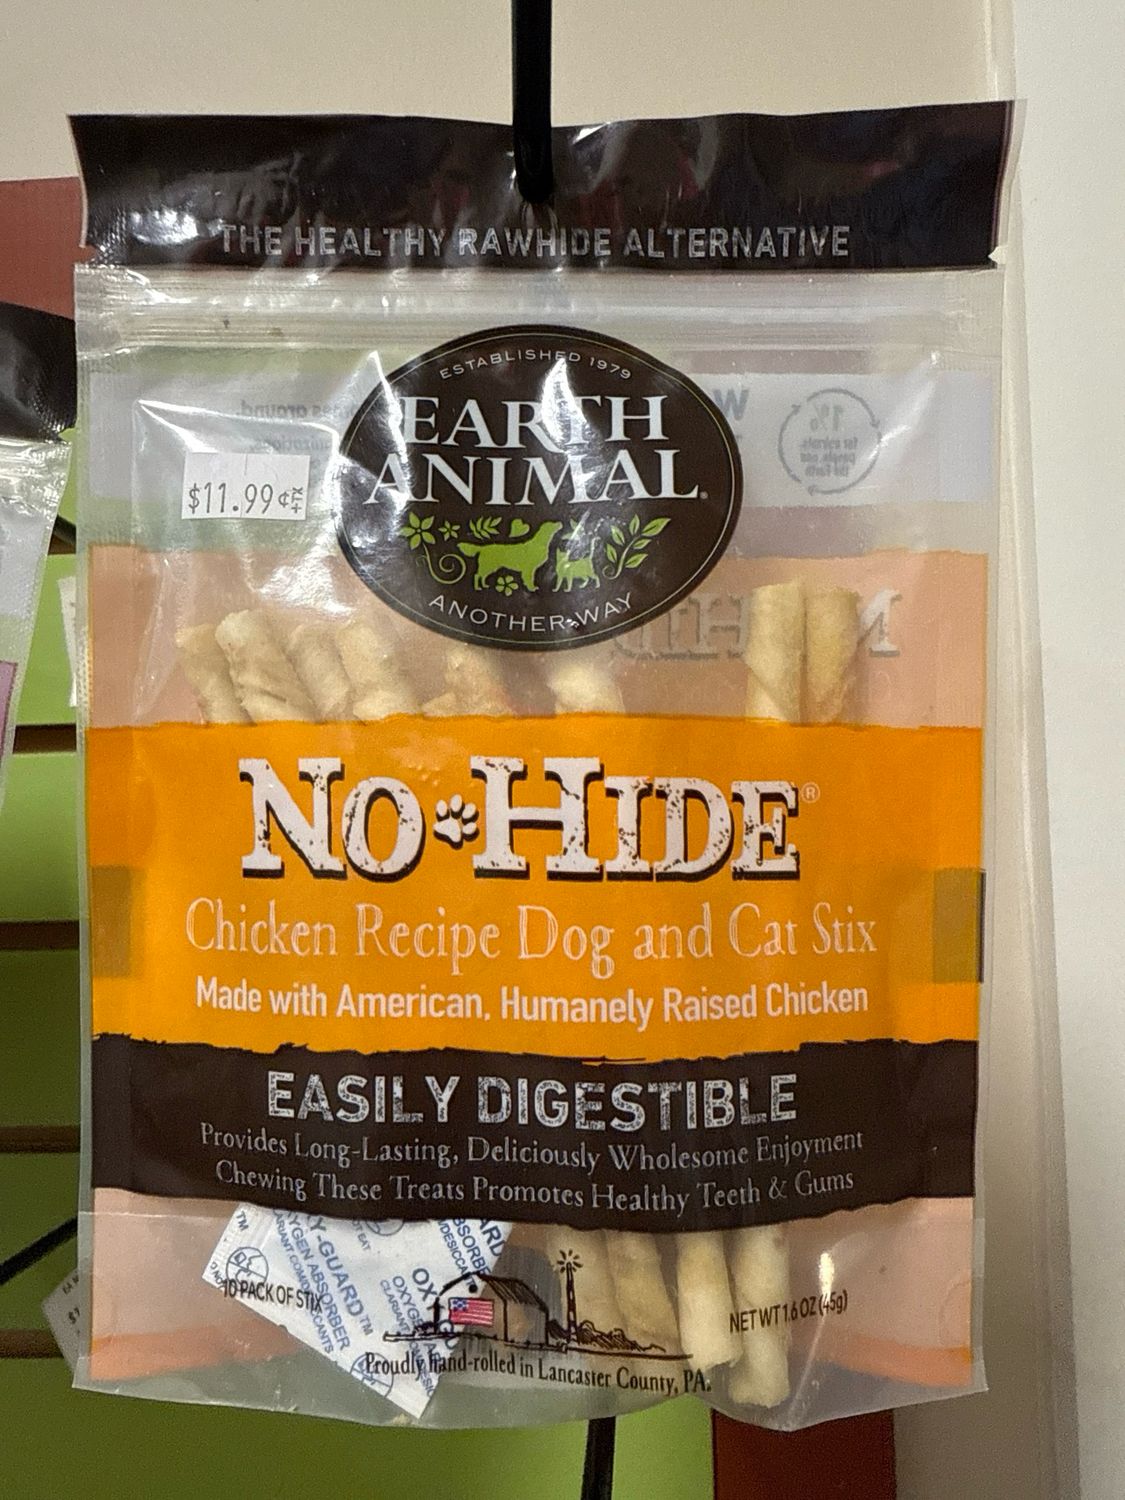 THE HEALTHY RAWHIDE ALTERNATIVE
ESTABLISHED 1979
EARTH
ANIMAL®
ANOTHER WAY
$11.99
NO HIDE®
Chicken Recipe Dog and Cat Stix
Made with American, Humanely Raised Chicken
EASILY DIGESTIBLE
Provides Long-Lasting, Deliciously Wholesome Enjoyment
Chewing These Treats Promotes Healthy Teeth & Gums
10 PACK OF STIX
Y-GUARD™
YGEN ABSORBER
NET WT 1.6 OZ (45g)
Proudly hand-rolled in Lancaster County, PA.